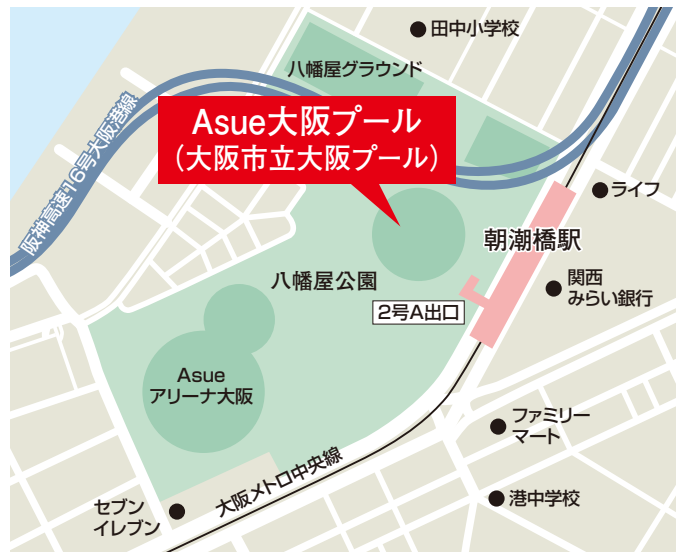 田中小学校
八幡屋グラウンド
Asue大阪プール
（大阪市立大阪プール）
阪神高速16号大阪港線
ライフ
朝潮橋駅
八幡屋公園
関西
みらい銀行
2号A出口
Asue
アリーナ大阪
ファミリー
マート
大阪メトロ中央線
港中学校
セブン
イレブン